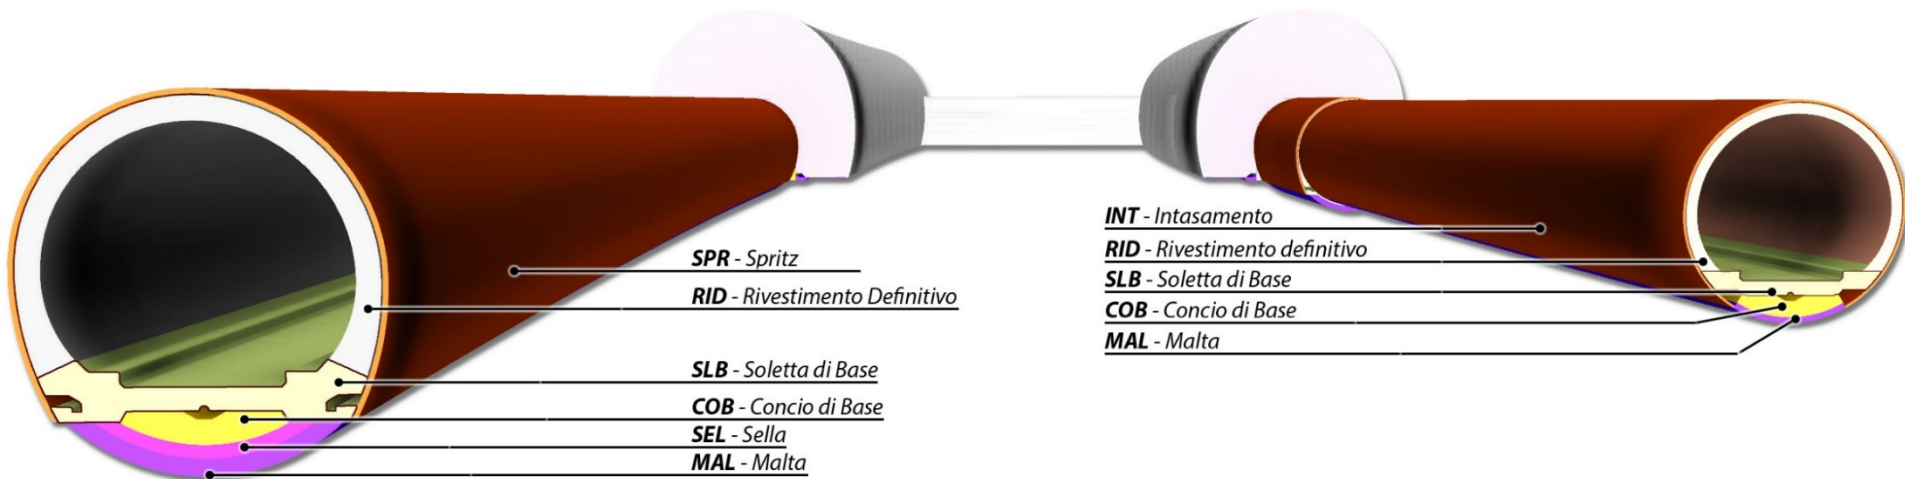 SPR - Spritz
RID - Rivestimento Definitivo
SLB - Soletta di Base
COB - Concio di Base
SEL - Sella
MAL - Malta
INT - Intasamento
RID - Rivestimento definitivo
SLB - Soletta di Base
COB - Concio di Base
MAL - Malta